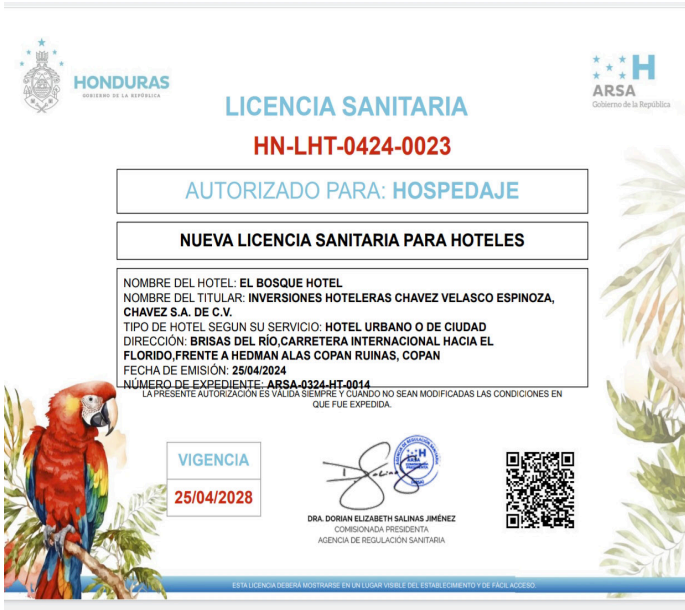 HONDURAS
GOBIERNO DE LA REPÚBLICA
H
ARSA
Gobierno de la República
LICENCIA SANITARIA
HN-LHT-0424-0023
AUTORIZADO PARA: HOSPEDAJE
NUEVA LICENCIA SANITARIA PARA HOTELES
NOMBRE DEL HOTEL: EL BOSQUE HOTEL
NOMBRE DEL TITULAR: INVERSIONES HOTELERAS CHAVEZ VELASCO ESPINOZA,
CHAVEZ S.A. DE C.V.
TIPO DE HOTEL SEGUN SU SERVICIO: HOTEL URBANO O DE CIUDAD
DIRECCIÓN: BRISAS DEL RÍO,CARRETERA INTERNACIONAL HACIA EL
FLORIDO,FRENTE A HEDMAN ALAS COPAN RUINAS, COPAN
FECHA DE EMISIÓN: 25/04/2024
NÚMERO DE EXPEDIENTE: ARSA-0324-HT-0014
LA PRESENTE AUTORIZACIÓN ES VÁLIDA SIEMPRE Y CUANDO NO SEAN MODIFICADAS LAS CONDICIONES EN
QUE FUE EXPEDIDA.
VIGENCIA
25/04/2028
H
ARSA
DRA. DORIAN ELIZABETH SALINAS JIMÉNEZ
COMISIONADA PRESIDENTA
AGENCIA DE REGULACIÓN SANITARIA
ESTA LICENCIA DEBERÁ MOSTRARSE EN UN LUGAR VISIBLE DEL ESTABLECIMIENTO Y DE FÁCIL ACCESO.